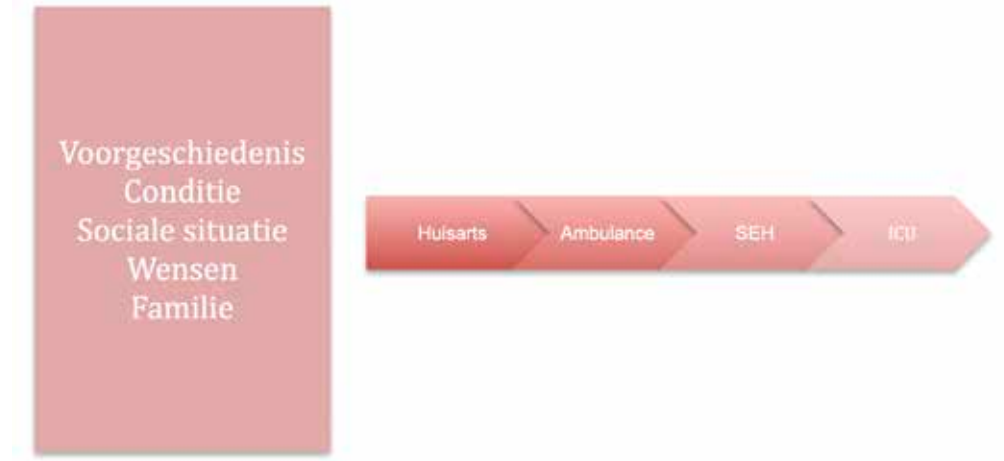 Voorgeschiedenis
Conditie
Sociale situatie
Wensen
Familie
Huisarts Ambulance SEH ICU